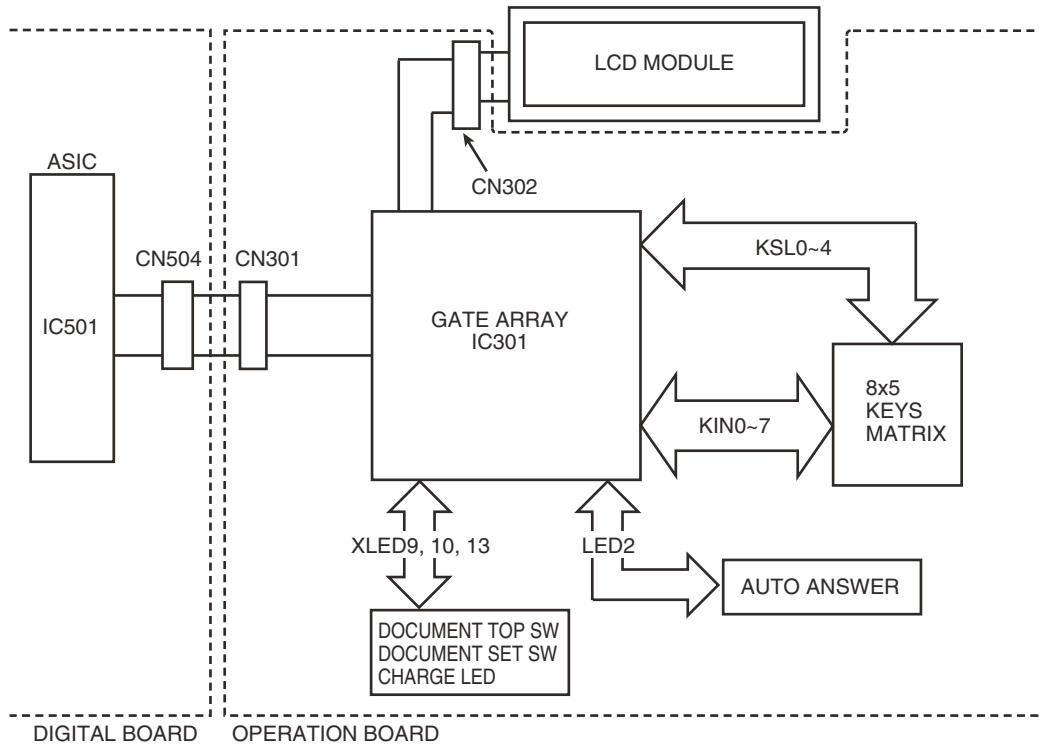 LCD MODULE
ASIC
CN302
CN504
CN301
KSL0~4
IC501
GATE ARRAY
IC301
8x5
KEYS
MATRIX
KIN0~7
XLED9, 10, 13
LED2
AUTO ANSWER
DOCUMENT TOP SW
DOCUMENT SET SW
CHARGE LED
DIGITAL BOARD
OPERATION BOARD